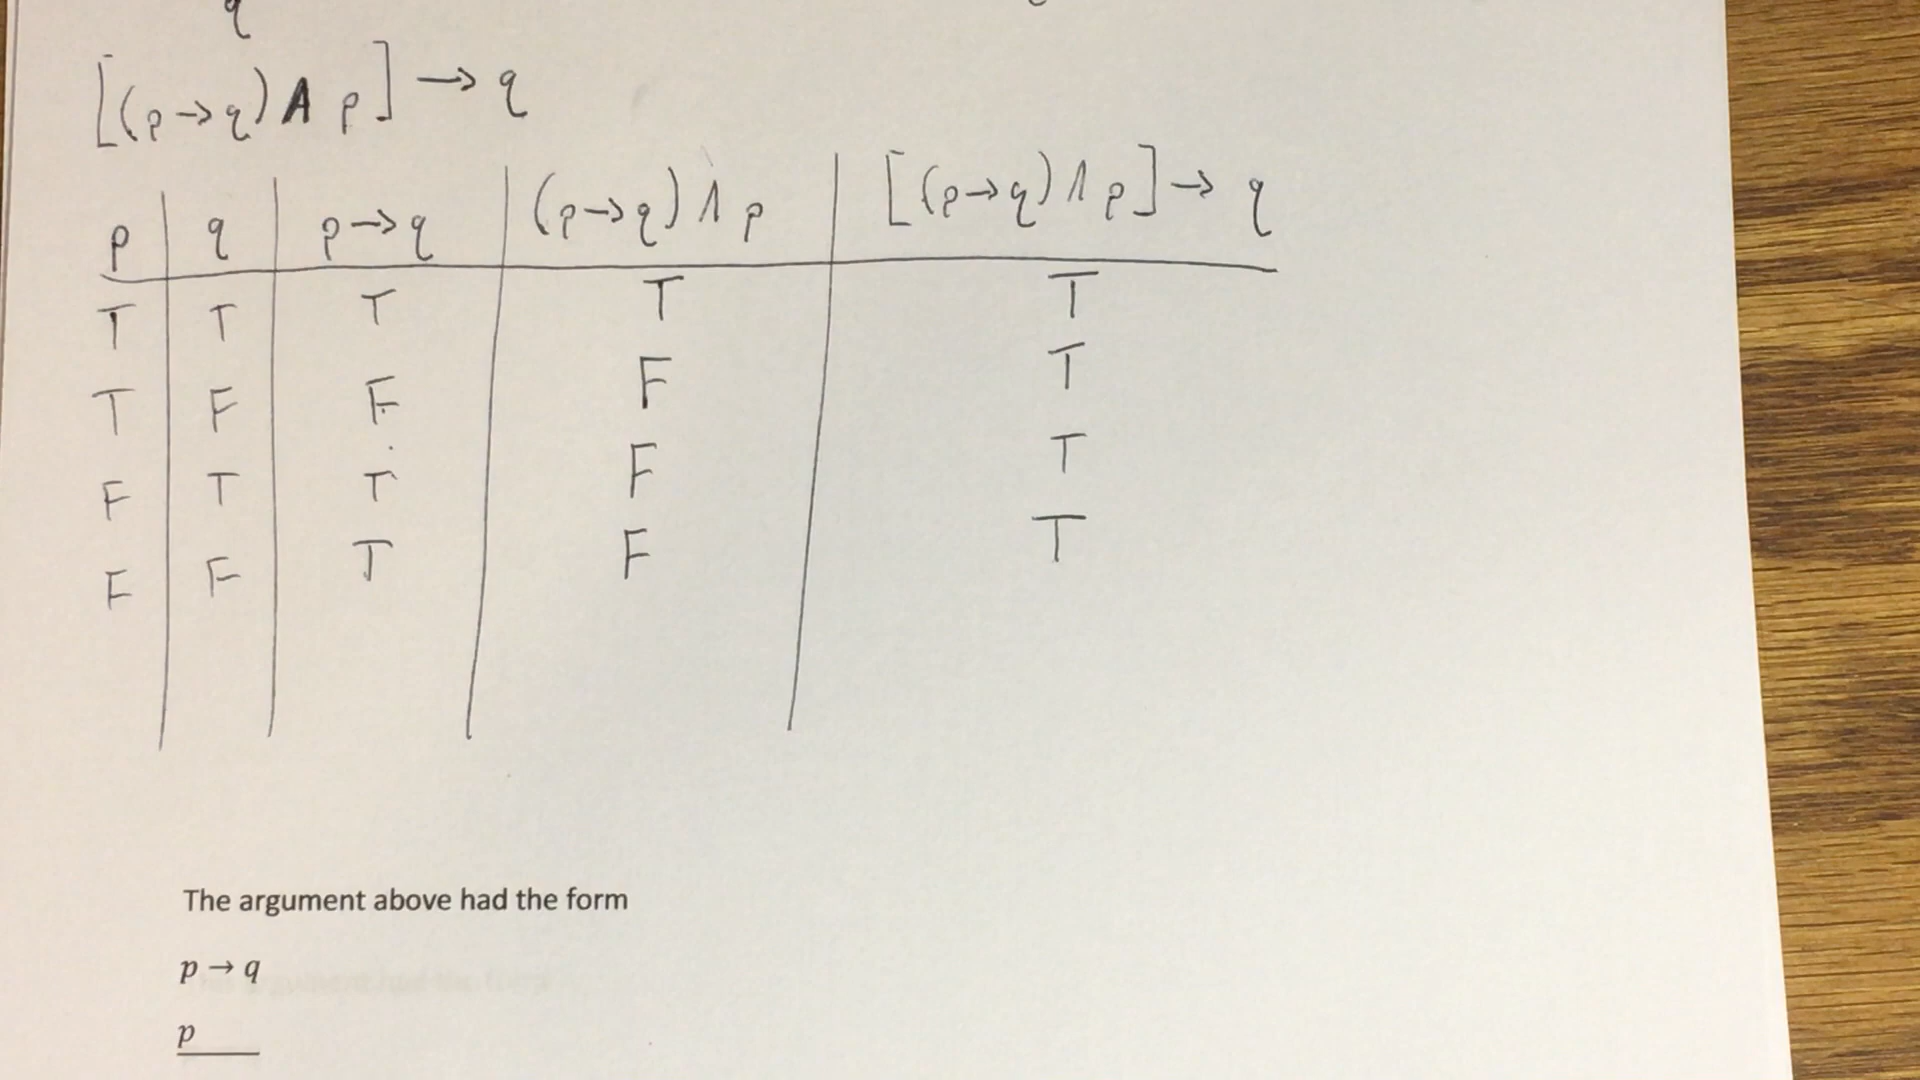 q
[(p→q) ∧ p] → q
p q p→q (p→q) ∧ p [(p→q) ∧ p] → q
T T T T T
T F F F T
F T T F T
F F T F T
The argument above had the form
p → q
p